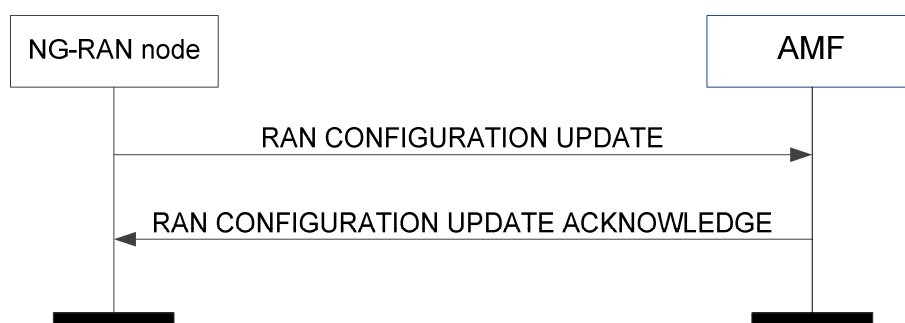 NG-RAN node
AMF
RAN CONFIGURATION UPDATE
RAN CONFIGURATION UPDATE ACKNOWLEDGE